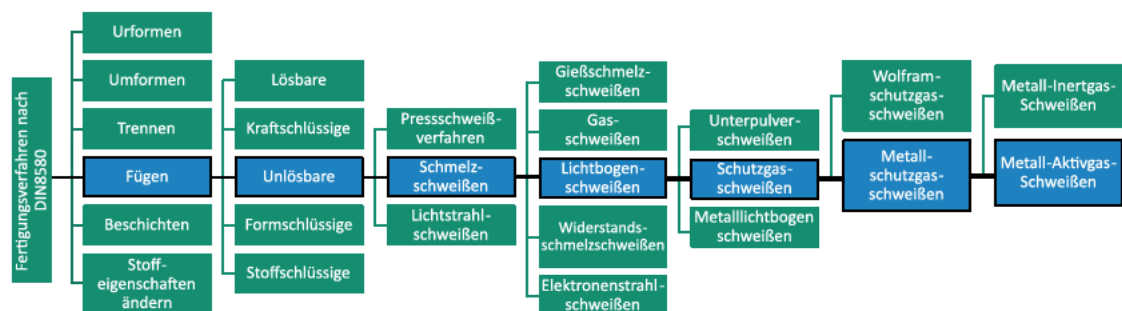 Fertigungsverfahren nach
DIN8580
Urformen
Umformen
Trennen
Fügen
Beschichten
Stoff-
eigenschaften
ändern
Lösbare
Kraftschlüssige
Unlösbare
Formschlüssige
Stoffschlüssige
Pressschweiß-
verfahren
Schmelz-
schweißen
Lichtstrahl-
schweißen
Gießschmelz-
schweißen
Gas-
schweißen
Lichtbogen-
schweißen
Widerstands-
schmelzschweißen
Elektronenstrahl-
schweißen
Unterpulver-
schweißen
Schutzgas-
schweißen
Metalllichtbogen
schweißen
Wolfram-
schutzgas-
schweißen
Metall-
schutzgas-
schweißen
Metall-Inertgas-
Schweißen
Metall-Aktivgas-
Schweißen